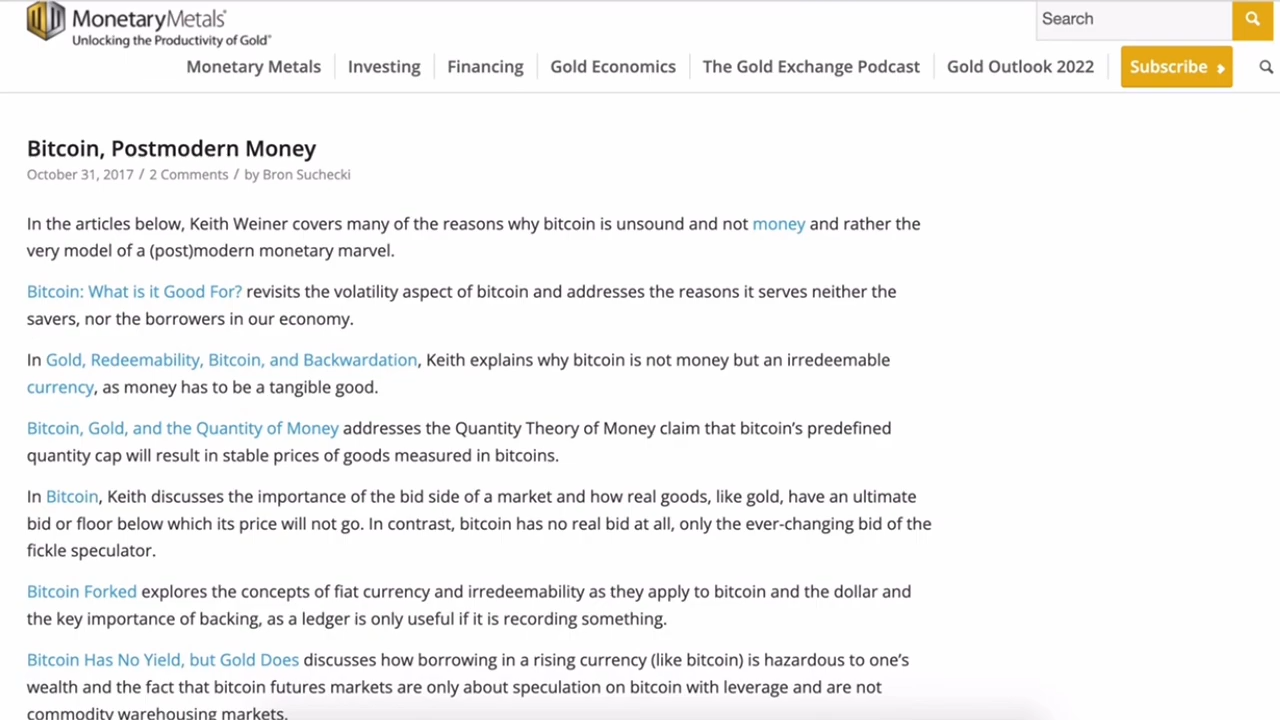 MonetaryMetals®
Unlocking the Productivity of Gold®
Search
Monetary Metals
Investing
Financing
Gold Economics
The Gold Exchange Podcast
Gold Outlook 2022
Subscribe
Bitcoin, Postmodern Money
October 31, 2017 / 2 Comments / by Bron Suchecki
In the articles below, Keith Weiner covers many of the reasons why bitcoin is unsound and not money and rather the
very model of a (post)modern monetary marvel.
Bitcoin: What is it Good For? revisits the volatility aspect of bitcoin and addresses the reasons it serves neither the
savers, nor the borrowers in our economy.
In Gold, Redeemability, Bitcoin, and Backwardation, Keith explains why bitcoin is not money but an irredeemable
currency, as money has to be a tangible good.
Bitcoin, Gold, and the Quantity of Money addresses the Quantity Theory of Money claim that bitcoin's predefined
quantity cap will result in stable prices of goods measured in bitcoins.
In Bitcoin, Keith discusses the importance of the bid side of a market and how real goods, like gold, have an ultimate
bid or floor below which its price will not go. In contrast, bitcoin has no real bid at all, only the ever-changing bid of the
fickle speculator.
Bitcoin Forked explores the concepts of fiat currency and irredeemability as they apply to bitcoin and the dollar and
the key importance of backing, as a ledger is only useful if it is recording something.
Bitcoin Has No Yield, but Gold Does discusses how borrowing in a rising currency (like bitcoin) is hazardous to one's
wealth and the fact that bitcoin futures markets are only about speculation on bitcoin with leverage and are not
commodity warehousing markets.